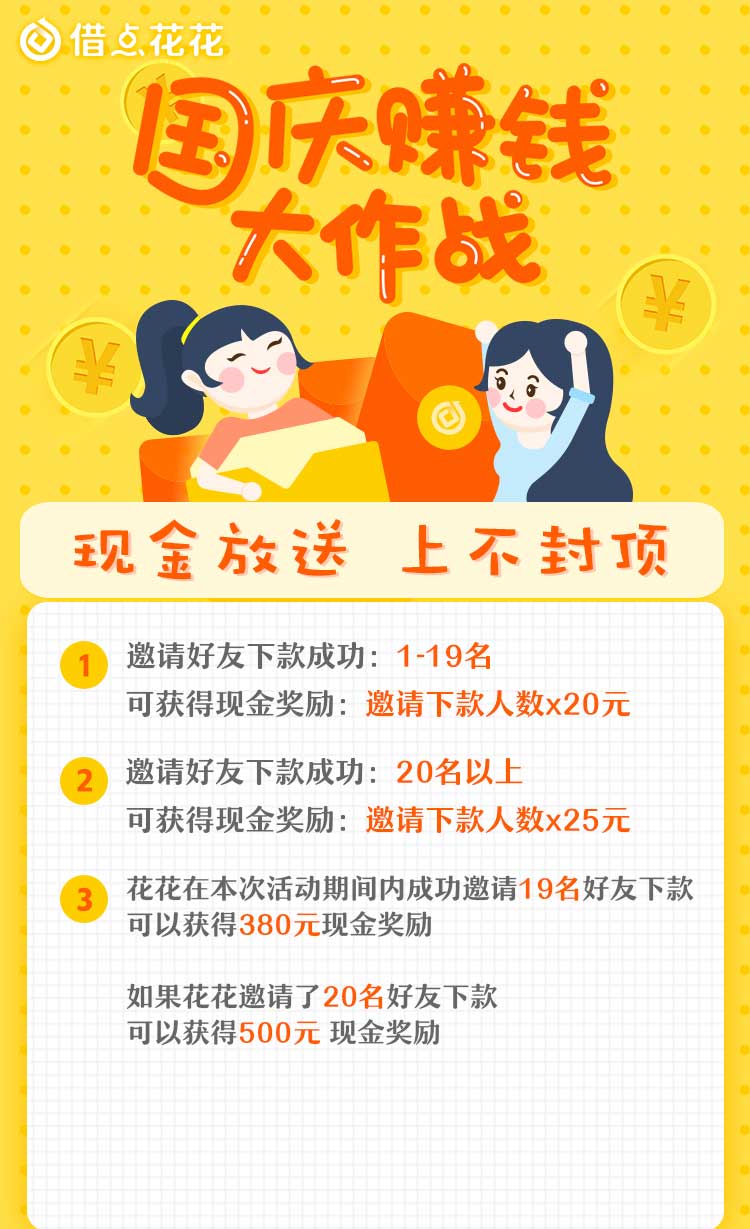 借点花花
国庆赚钱
大作战
¥
¥
¥
现金放送 上不封顶
1
邀请好友下款成功：1-19名
可获得现金奖励：邀请下款人数x20元
2
邀请好友下款成功：20名以上
可获得现金奖励：邀请下款人数x25元
3
花花在本次活动期间内成功邀请19名好友下款
可以获得380元现金奖励
如果花花邀请了20名好友下款
可以获得500元 现金奖励